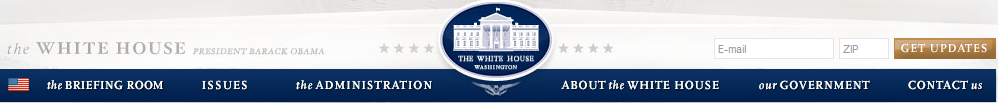 the WHITE HOUSE PRESIDENT BARACK OBAMA
THE WHITE HOUSE
WASHINGTON
E-mail
ZIP
GET UPDATES
the BRIEFING ROOM
ISSUES
the ADMINISTRATION
ABOUT the WHITE HOUSE
our GOVERNMENT
CONTACT us